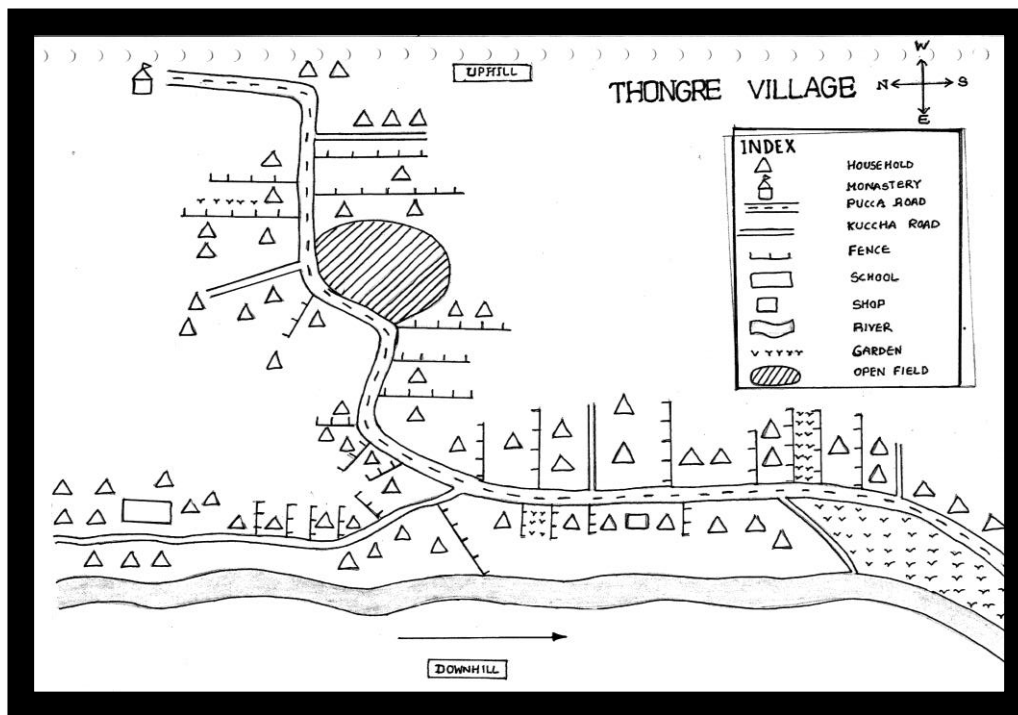 UPHILL
THONGRE VILLAGE
W
N S
E
INDEX
HOUSEHOLD
MONASTERY
PUCCA ROAD
KUCCHA ROAD
FENCE
SCHOOL
SHOP
RIVER
GARDEN
OPEN FIELD
DOWNHILL